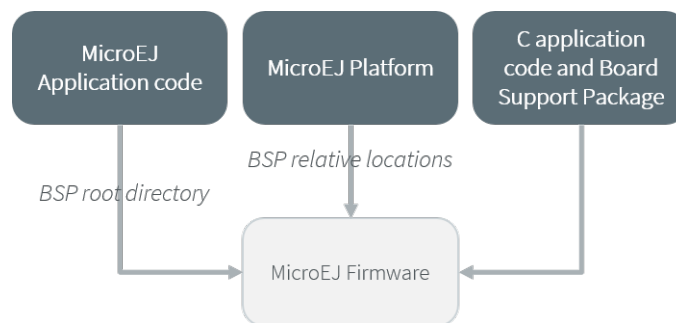 MicroEJ
Application code
MicroEJ Platform
C application
code and Board
Support Package
BSP relative locations
BSP root directory
MicroEJ Firmware